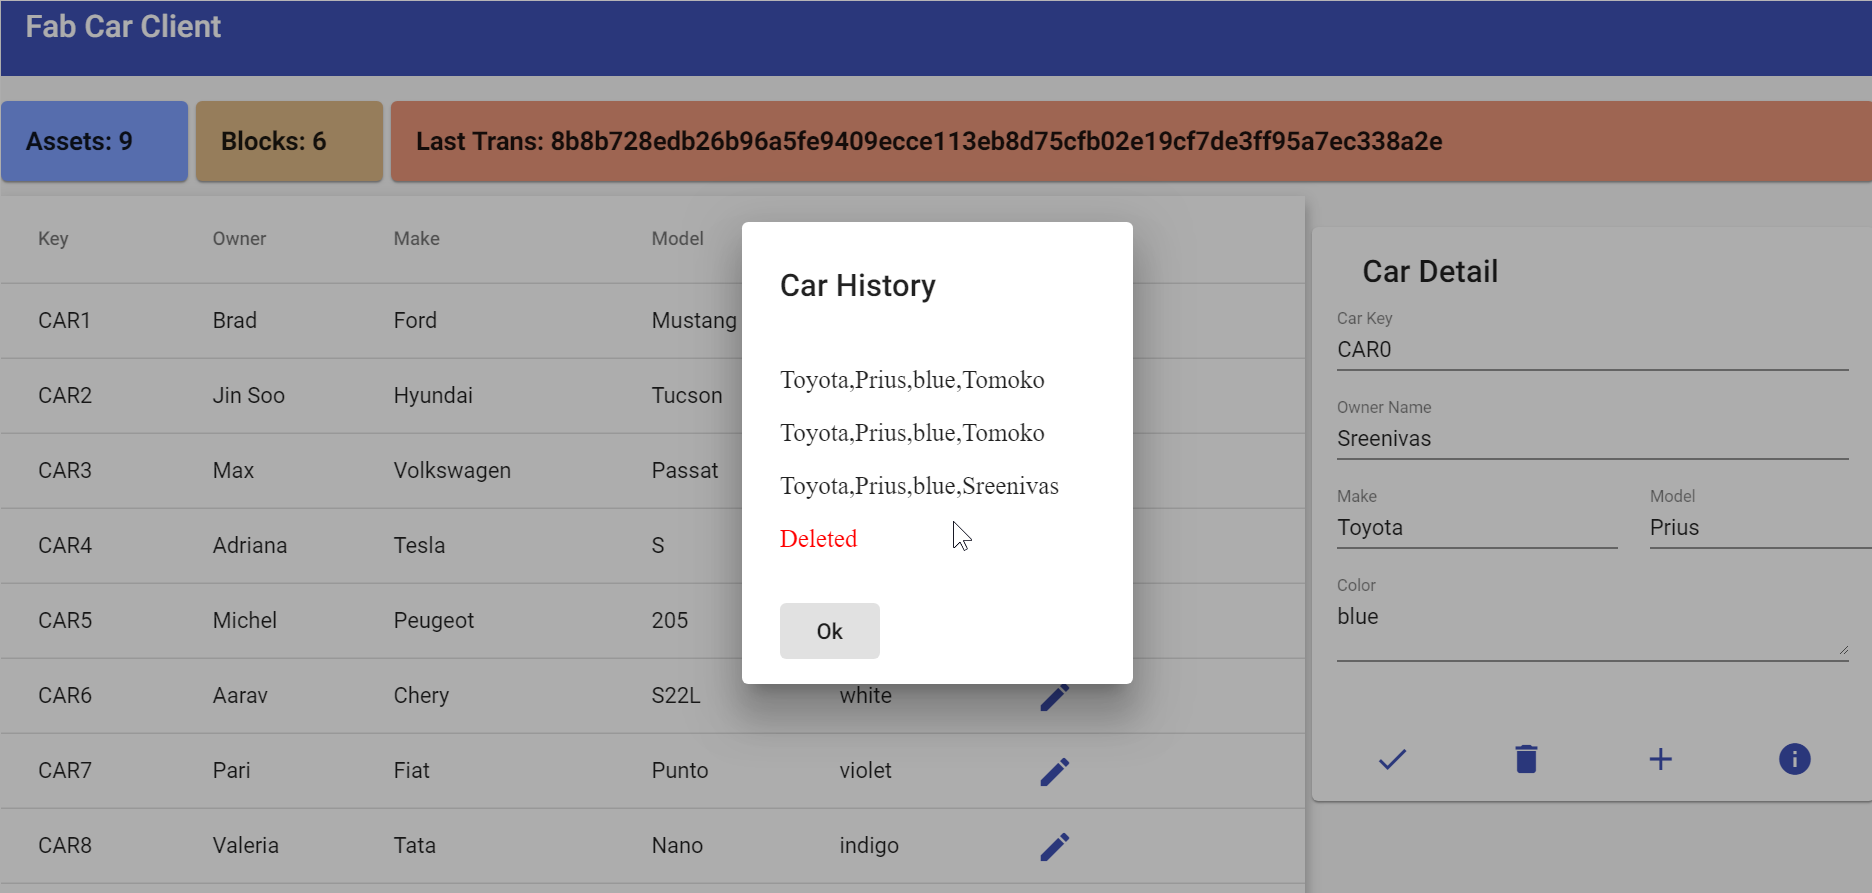 Fab Car Client
Assets: 9
Blocks: 6
Last Trans: 8b8b728edb26b96a5fe9409ecce113eb8d75cfb02e19cf7de3ff95a7ec338a2e
Key Owner Make Model
CAR1 Brad Ford Mustang
CAR2 Jin Soo Hyundai Tucson
CAR3 Max Volkswagen Passat
CAR4 Adriana Tesla S
CAR5 Michel Peugeot 205
CAR6 Aarav Chery S22L white
CAR7 Pari Fiat Punto violet
CAR8 Valeria Tata Nano indigo
Car History
Toyota,Prius,blue,Tomoko
Toyota,Prius,blue,Tomoko
Toyota,Prius,blue,Sreenivas
Deleted
Ok
Car Detail
Car Key
CAR0
Owner Name
Sreenivas
Make Model
Toyota Prius
Color
blue